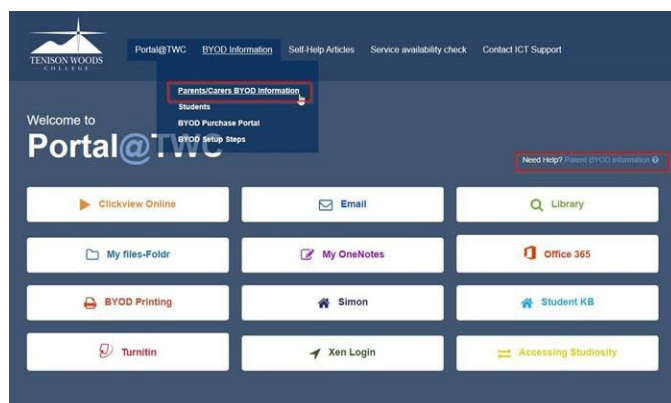 TENISON WOODS
COLLEGE
Portal@TWC BYOD Information Self-Help Articles Service availability check Contact ICT Support
Parents/Carers BYOD Information
Students
BYOD Purchase Portal
BYOD Setup Steps
Welcome to
Portal@TWC
Need Help? Parent BYOD information
Clickview Online Email Library
My files-Foldr My OneNotes Office 365
BYOD Printing Simon Student KB
Turnitin Xen Login Accessing Studiosity